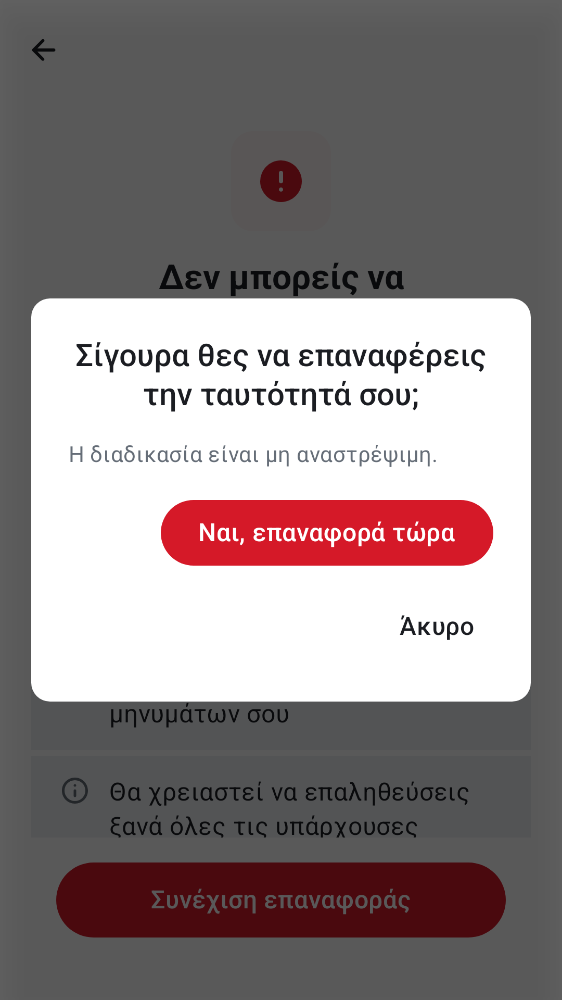 Δεν μπορείς να
Σίγουρα θες να επαναφέρεις
την ταυτότητά σου;
Η διαδικασία είναι μη αναστρέψιμη.
Ναι, επαναφορά τώρα
Άκυρο
μηνυμάτων σου
Θα χρειαστεί να επαληθεύσεις
ξανά όλες τις υπάρχουσες
Συνέχιση επαναφοράς